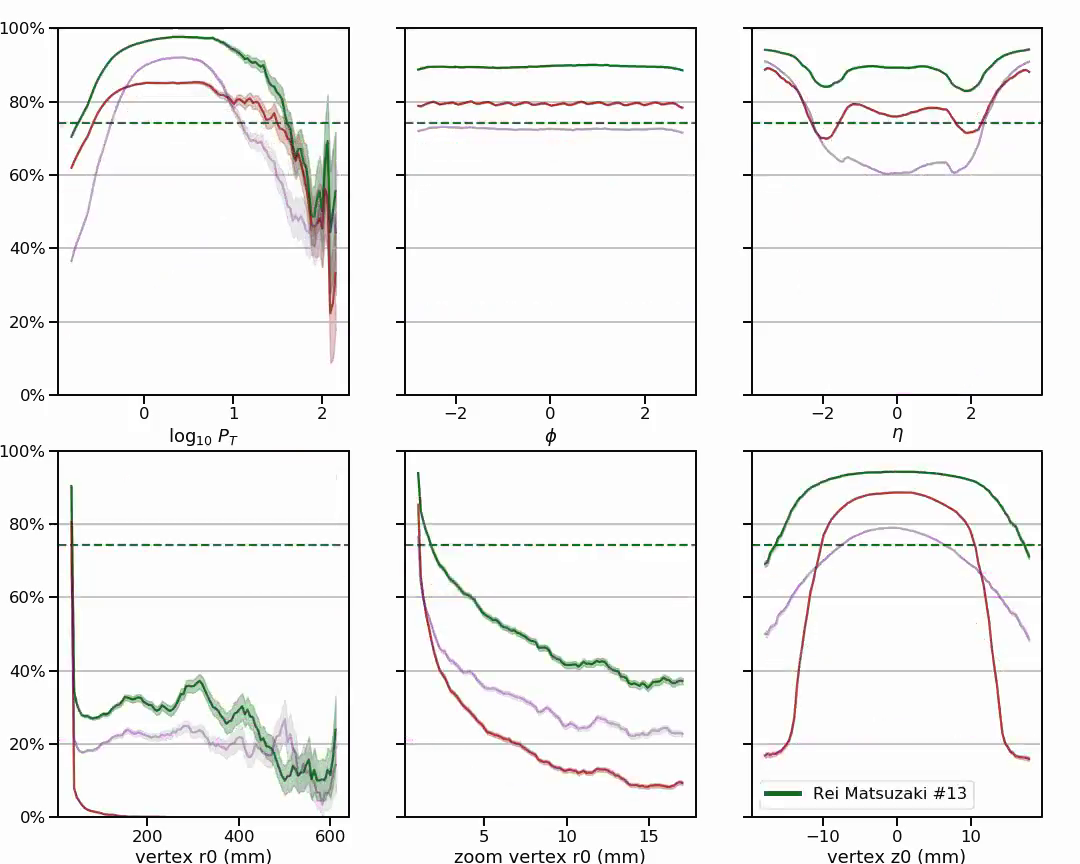 100%
80%
60%
40%
20%
0%
0 1 2
log₁₀ P_T
−2 0 2
ϕ
−2 0 2
η
100%
80%
60%
40%
20%
0%
200 400 600
vertex r0 (mm)
5 10 15
zoom vertex r0 (mm)
Rei Matsuzaki #13
−10 0 10
vertex z0 (mm)